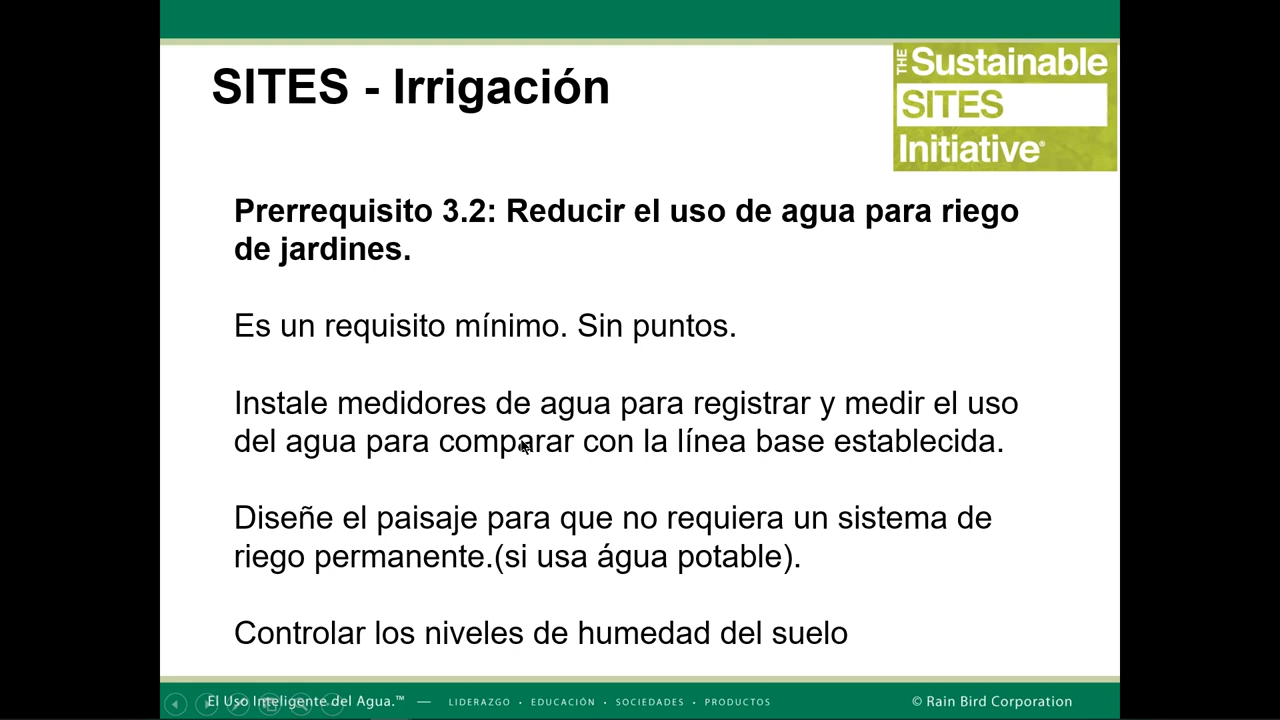 SITES - Irrigación
THE Sustainable
SITES
Initiative®
Prerrequisito 3.2: Reducir el uso de agua para riego
de jardines.
Es un requisito mínimo. Sin puntos.
Instale medidores de agua para registrar y medir el uso
del agua para comparar con la línea base establecida.
Diseñe el paisaje para que no requiera un sistema de
riego permanente.(si usa água potable).
Controlar los niveles de humedad del suelo
El Uso Inteligente del Agua.™ — LIDERAZGO • EDUCACIÓN • SOCIEDADES • PRODUCTOS
© Rain Bird Corporation